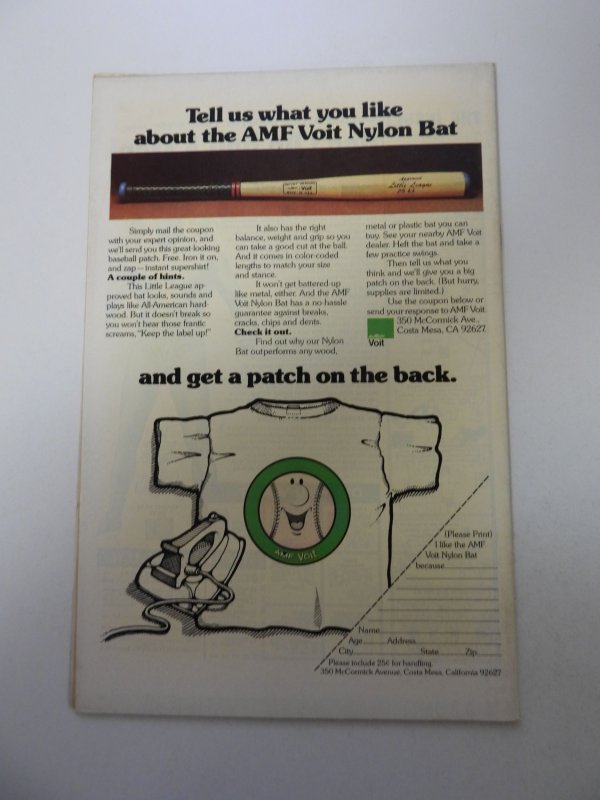 Tell us what you like
about the AMF Voit Nylon Bat
Voit
Approved
Little League
Simply mail the coupon
with your expert opinion, and
we'll send you this great-looking
baseball patch. Free. Iron it on,
and zap—instant supershirt!
A couple of hints.
This Little League ap-
proved bat looks, sounds and
plays like All-American hard-
wood. But it doesn't break so
you won't hear those frantic
screams, "Keep the label up!"
It also has the right
balance, weight and grip so you
can take a good cut at the ball.
And it comes in color-coded
lengths to match your size
and stance.
It won't get battered up
like metal, either. And the AMF
Voit Nylon Bat has a no hassle
guarantee against breaks,
cracks, chips and dents.
Check it out.
Find out why our Nylon
Bat outperforms any wood,
metal or plastic bat you can
buy. See your nearby AMF Voit
dealer. Heft the bat and take a
few practice swings.
Then tell us what you
think and we'll give you a big
patch on the back. (But hurry,
supplies are limited.)
Use the coupon below or
send your response to AMF Voit.
350 McCormick Ave.,
Costa Mesa, CA 92627.
Voit
and get a patch on the back.
AMF Voit
(Please Print)
I like the AMF
Voit Nylon Bat
because
Name
Age Address
City State Zip
Please include 25¢ for handling.
350 McCormick Avenue, Costa Mesa, California 92627